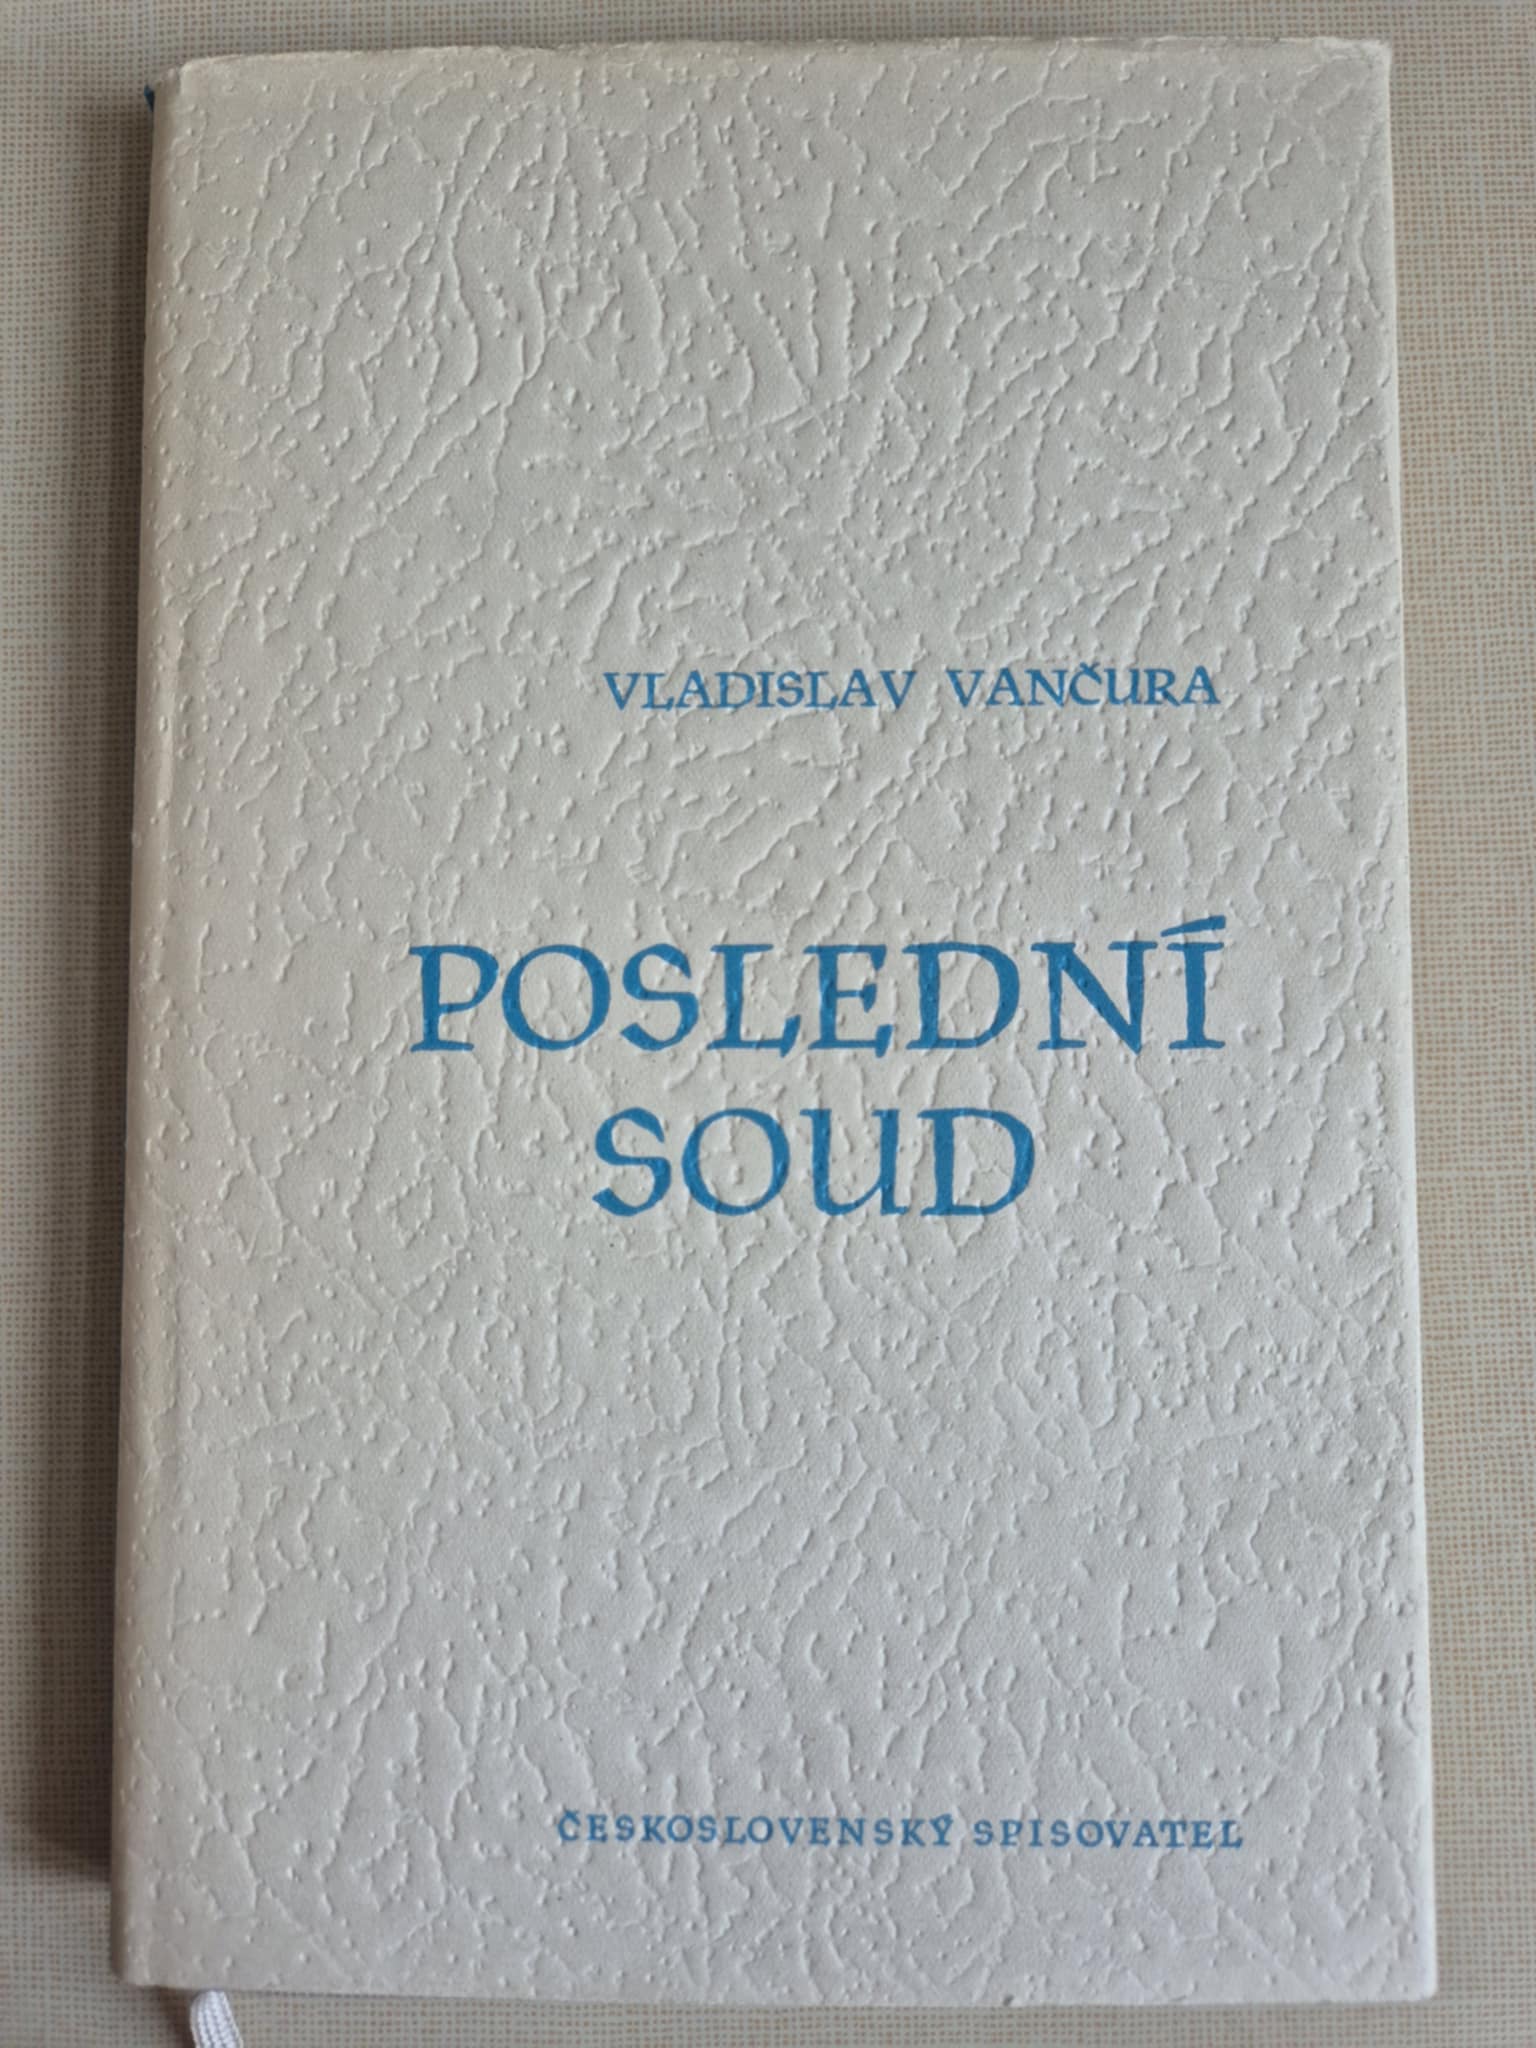 VLADISLAV VANČURA
POSLEDNÍ
SOUD
ČESKOSLOVENSKÝ SPISOVATEL